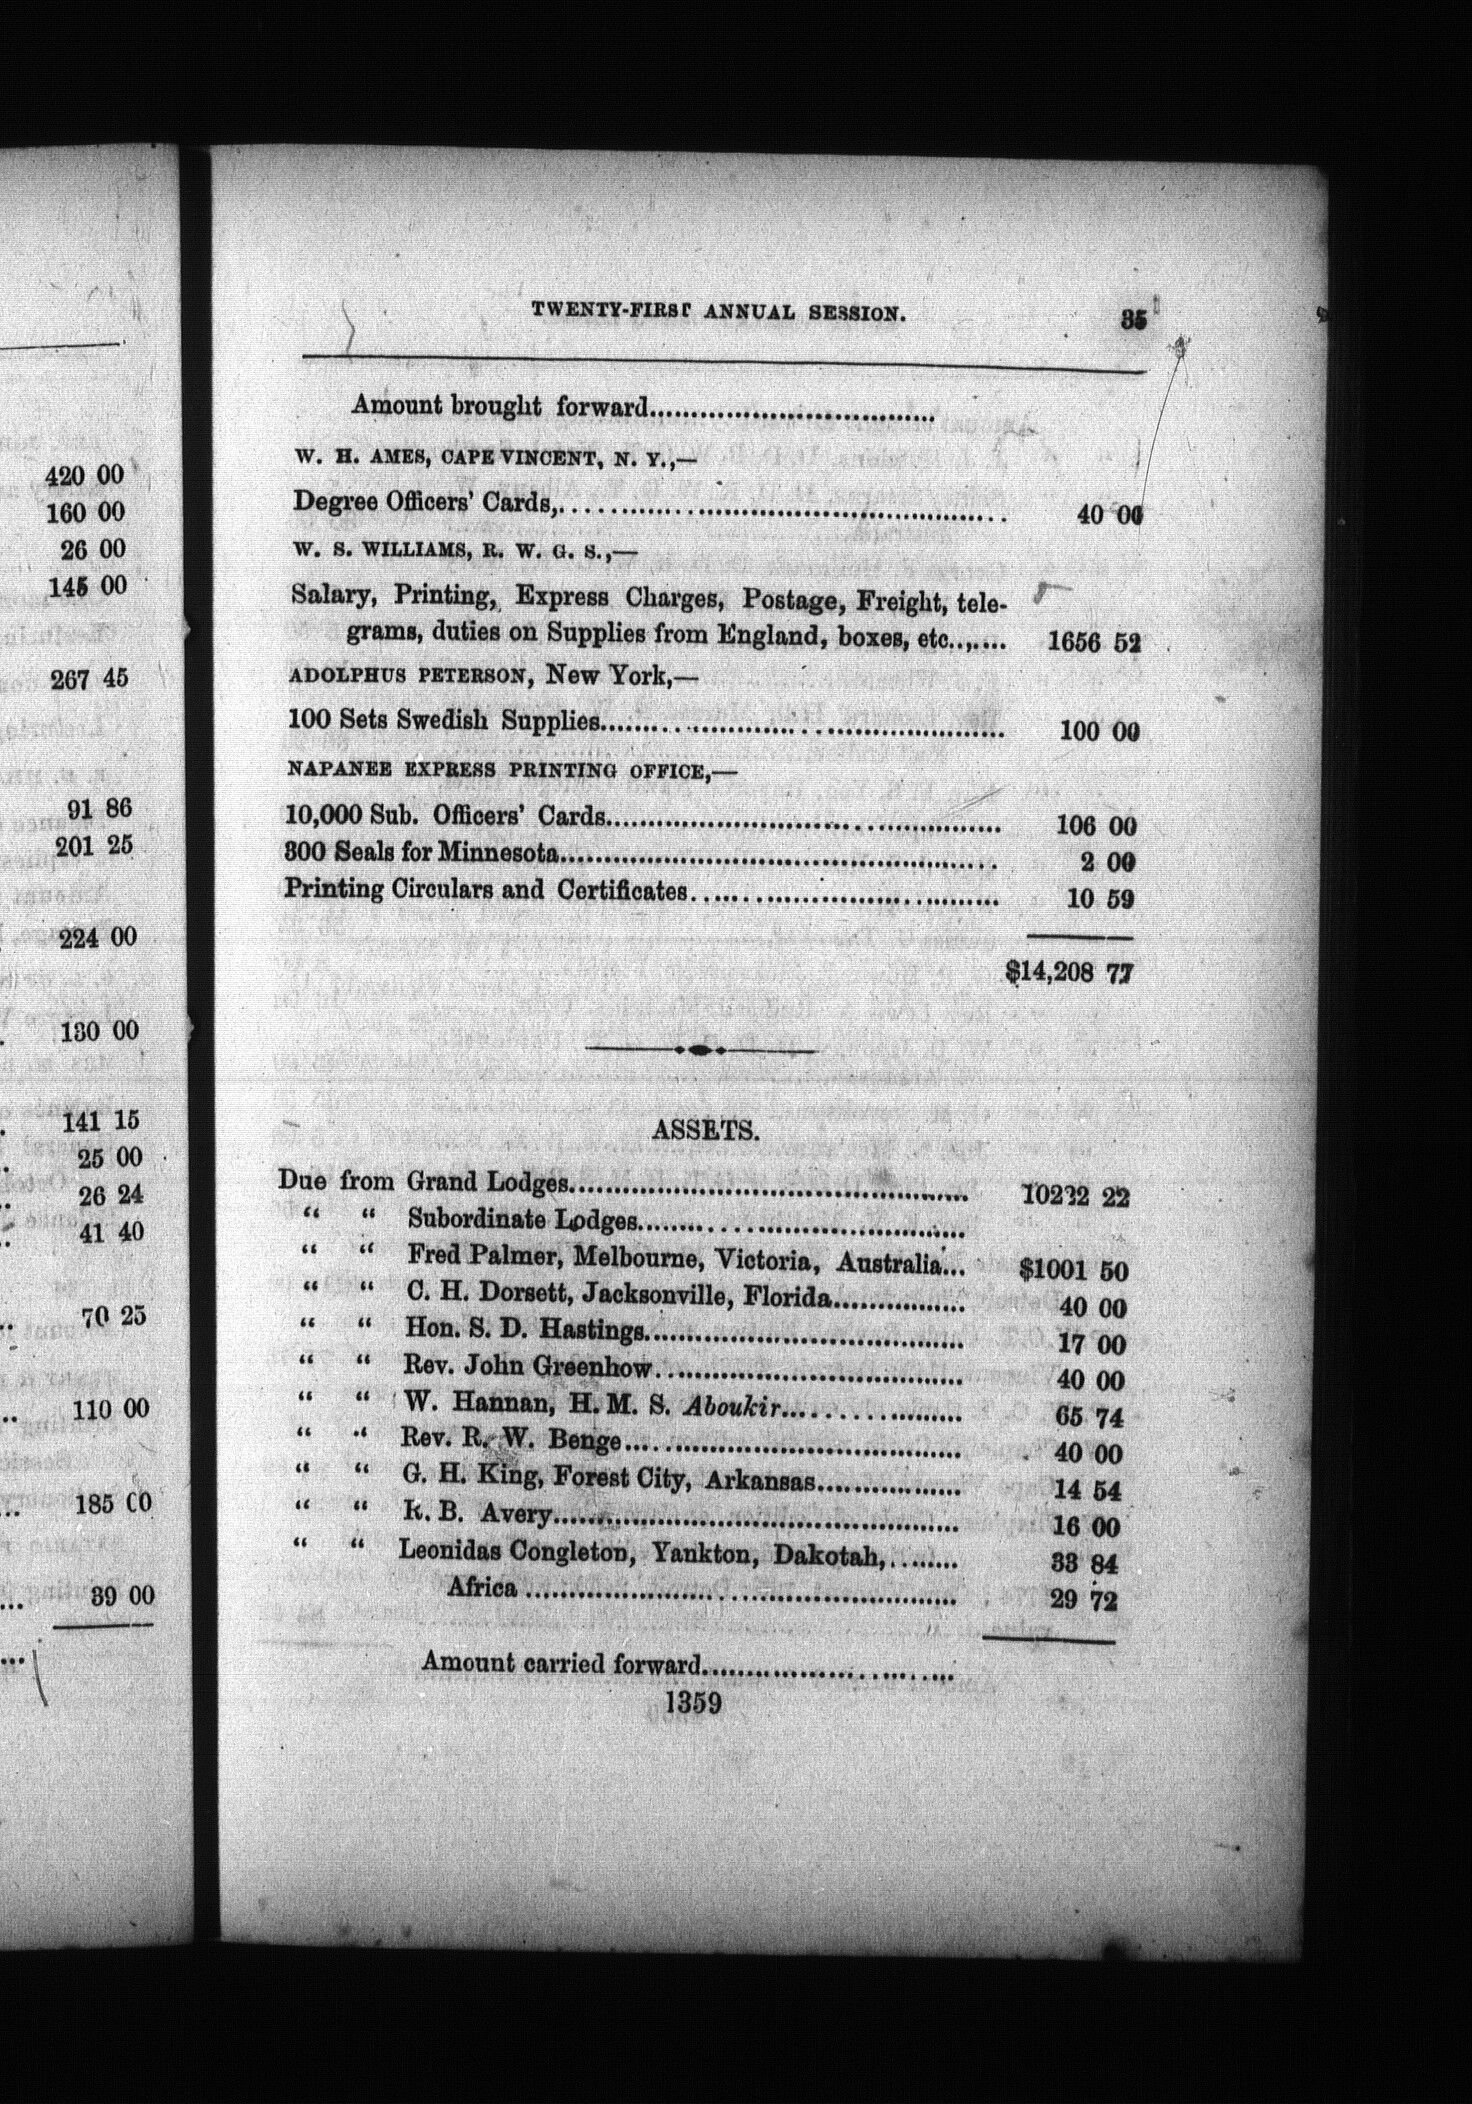 420 00
160 00
26 00
145 00
267 45
91 86
201 25
224 00
130 00
141 15
25 00
26 24
41 40
70 25
110 00
185 00
39 00
TWENTY-FIRST ANNUAL SESSION. 35
Amount brought forward.................................
W. H. AMES, CAPE VINCENT, N. Y.,—
Degree Officers' Cards,................................................ 40 00
W. S. WILLIAMS, R. W. G. S.,—
Salary, Printing, Express Charges, Postage, Freight, tele-
grams, duties on Supplies from England, boxes, etc..,.... 1656 52
ADOLPHUS PETERSON, New York,—
100 Sets Swedish Supplies............................................. 100 00
NAPANEE EXPRESS PRINTING OFFICE,—
10,000 Sub. Officers' Cards............................................ 106 00
300 Seals for Minnesota................................................. 2 00
Printing Circulars and Certificates.................................. 10 59
$14,208 77
ASSETS.
Due from Grand Lodges.............................................. 10232 22
“ “ Subordinate Lodges.....................................
“ “ Fred Palmer, Melbourne, Victoria, Australia... $1001 50
“ “ C. H. Dorsett, Jacksonville, Florida............... 40 00
“ “ Hon. S. D. Hastings.................................... 17 00
“ “ Rev. John Greenhow................................... 40 00
“ “ W. Hannan, H. M. S. Aboukir..................... 65 74
“ “ Rev. R. W. Benge...................................... 40 00
“ “ G. H. King, Forest City, Arkansas................. 14 54
“ “ R. B. Avery............................................... 16 00
“ “ Leonidas Congleton, Yankton, Dakotah,........ 33 84
Africa .................................................. 29 72
Amount carried forward.............................
1359